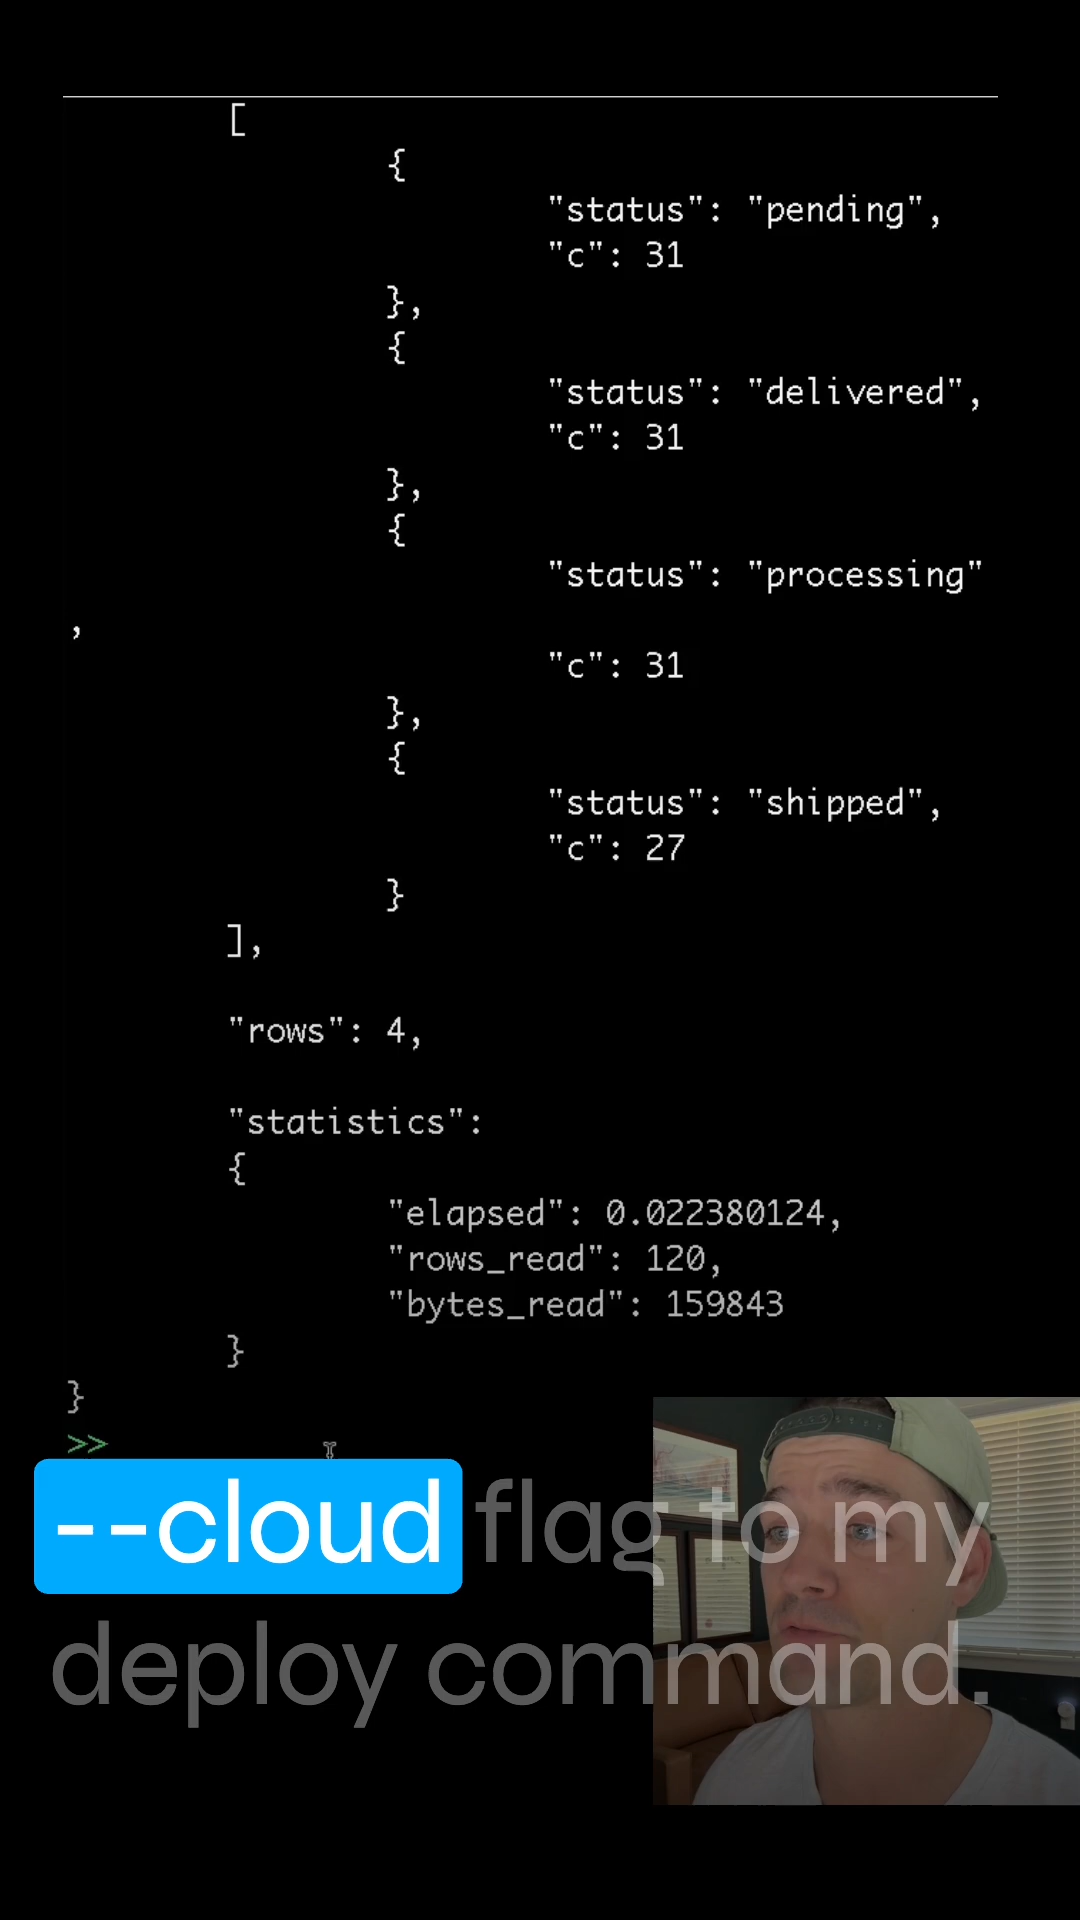 [
{
"status": "pending",
"c": 31
},
{
"status": "delivered",
"c": 31
},
{
"status": "processing"
,
"c": 31
},
{
"status": "shipped",
"c": 27
}
],
"rows": 4,
"statistics":
{
"elapsed": 0.022380124,
"rows_read": 120,
"bytes_read": 159843
}
}
>>
--cloud flag to my
deploy command.